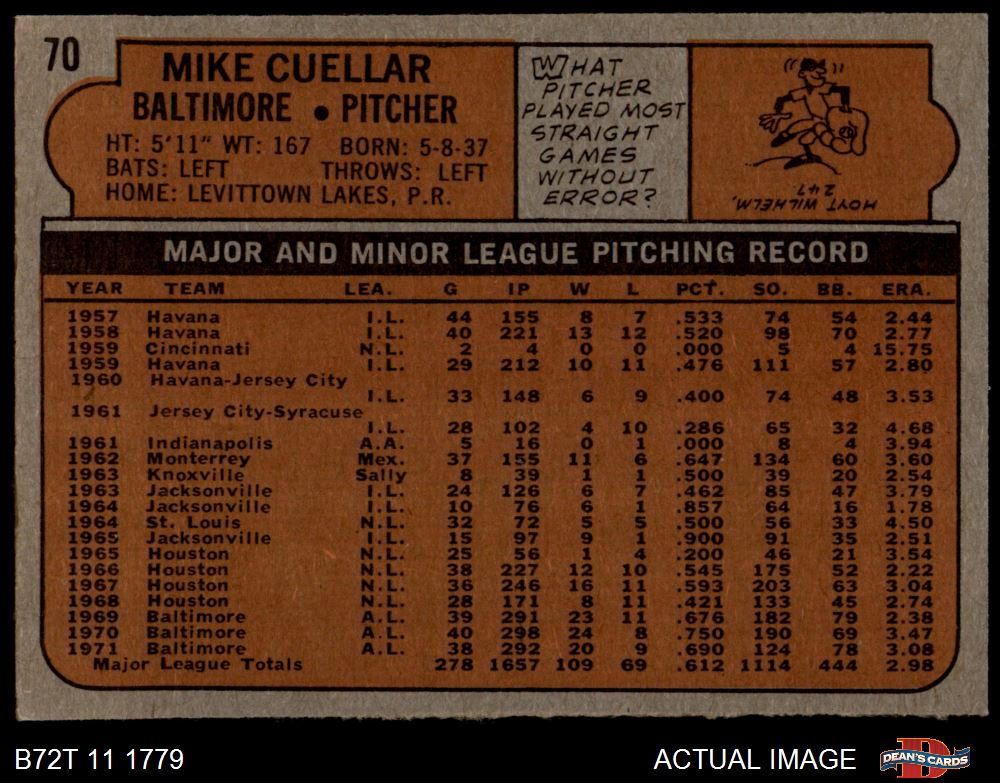 70
MIKE CUELLAR
BALTIMORE • PITCHER
HT: 5'11" WT: 167 BORN: 5-8-37
BATS: LEFT THROWS: LEFT
HOME: LEVITTOWN LAKES, P.R.
WHAT
PITCHER
PLAYED MOST
STRAIGHT
GAMES
WITHOUT
ERROR?
HOYT WILHELM,
247
MAJOR AND MINOR LEAGUE PITCHING RECORD
YEAR TEAM LEA. G IP W L PCT. SO. BB. ERA.
1957 Havana I.L. 44 155 8 7 .533 74 54 2.44
1958 Havana I.L. 40 221 13 12 .520 98 70 2.77
1959 Cincinnati N.L. 2 4 0 0 .000 5 4 15.75
1959 Havana I.L. 29 212 10 11 .476 111 57 2.80
1960 Havana-Jersey City
I.L. 33 148 6 9 .400 74 48 3.53
1961 Jersey City-Syracuse
I.L. 28 102 4 10 .286 65 32 4.68
1961 Indianapolis A.A. 5 16 0 1 .000 8 4 3.94
1962 Monterrey Mex. 37 155 11 6 .647 134 60 3.60
1963 Knoxville Sally 8 39 1 1 .500 39 20 2.54
1963 Jacksonville I.L. 24 126 6 7 .462 85 47 3.79
1964 Jacksonville I.L. 10 76 6 1 .857 64 16 1.78
1964 St. Louis N.L. 32 72 5 5 .500 56 33 4.50
1965 Jacksonville I.L. 15 97 9 1 .900 91 35 2.51
1965 Houston N.L. 25 56 1 4 .200 46 21 3.54
1966 Houston N.L. 38 227 12 10 .545 175 52 2.22
1967 Houston N.L. 36 246 16 11 .593 203 63 3.04
1968 Houston N.L. 28 171 8 11 .421 133 45 2.74
1969 Baltimore A.L. 39 291 23 11 .676 182 79 2.38
1970 Baltimore A.L. 40 298 24 8 .750 190 69 3.47
1971 Baltimore A.L. 38 292 20 9 .690 124 78 3.08
Major League Totals 278 1657 109 69 .612 1114 444 2.98
B72T 11 1779
ACTUAL IMAGE
DEAN'S CARDS